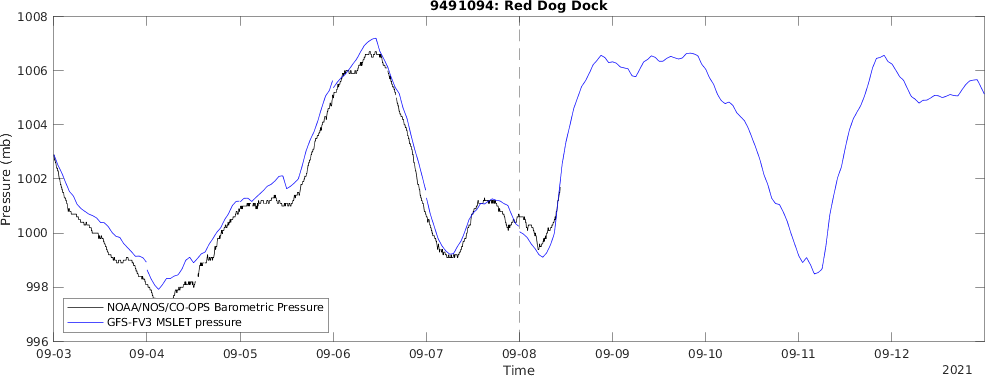 9491094: Red Dog Dock
Pressure (mb)
1008
1006
1004
1002
1000
998
996
NOAA/NOS/CO-OPS Barometric Pressure
GFS-FV3 MSLET pressure
09-03 09-04 09-05 09-06 09-07 09-08 09-09 09-10 09-11 09-12
Time
2021